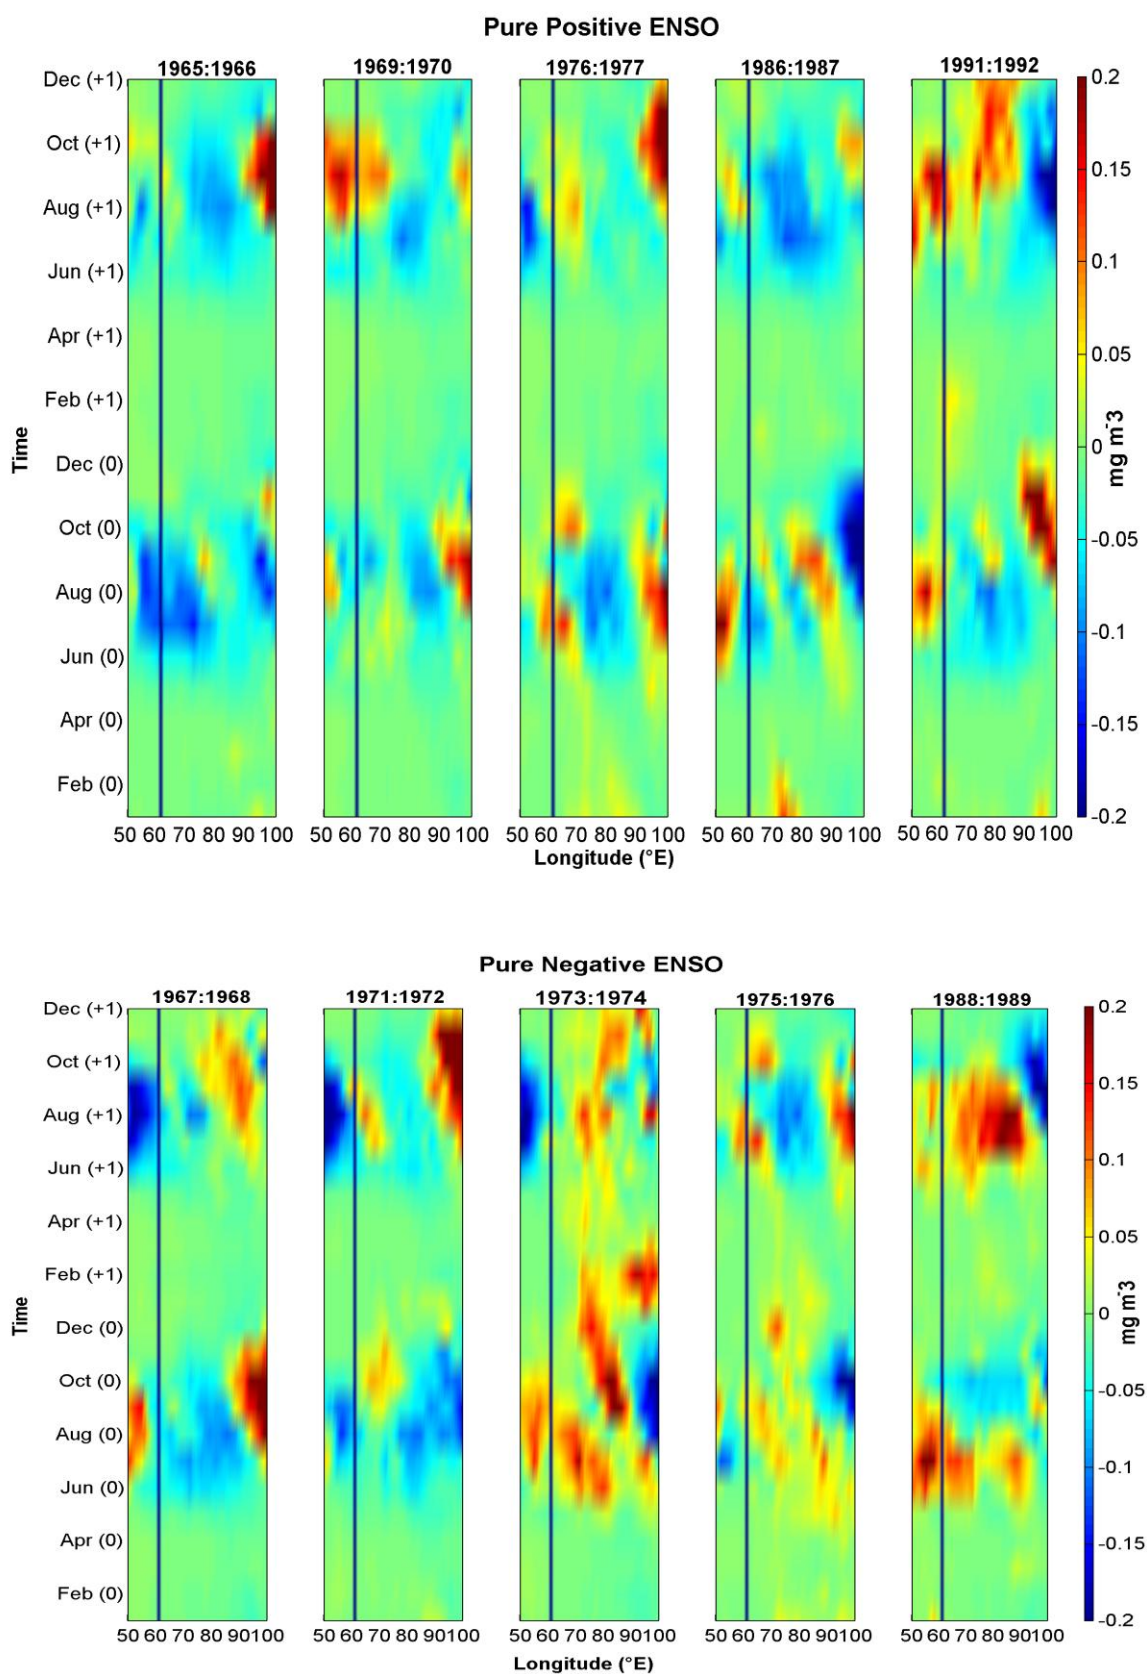 Pure Positive ENSO
1965:1966 1969:1970 1976:1977 1986:1987 1991:1992
Dec (+1)
Oct (+1)
Aug (+1)
Jun (+1)
Apr (+1)
Feb (+1)
Dec (0)
Oct (0)
Aug (0)
Jun (0)
Apr (0)
Feb (0)
Time
50 60 70 80 90 100 50 60 70 80 90 100 50 60 70 80 90 100 50 60 70 80 90 100 50 60 70 80 90 100
Longitude (°E)
0.2
0.15
0.1
0.05
0
-0.05
-0.1
-0.15
-0.2
mg m-3
Pure Negative ENSO
1967:1968 1971:1972 1973:1974 1975:1976 1988:1989
Dec (+1)
Oct (+1)
Aug (+1)
Jun (+1)
Apr (+1)
Feb (+1)
Dec (0)
Oct (0)
Aug (0)
Jun (0)
Apr (0)
Feb (0)
Time
50 60 70 80 90100 50 60 70 80 90100 50 60 70 80 90100 50 60 70 80 90100 50 60 70 80 90100
Longitude (°E)
0.2
0.15
0.1
0.05
0
-0.05
-0.1
-0.15
-0.2
mg m-3